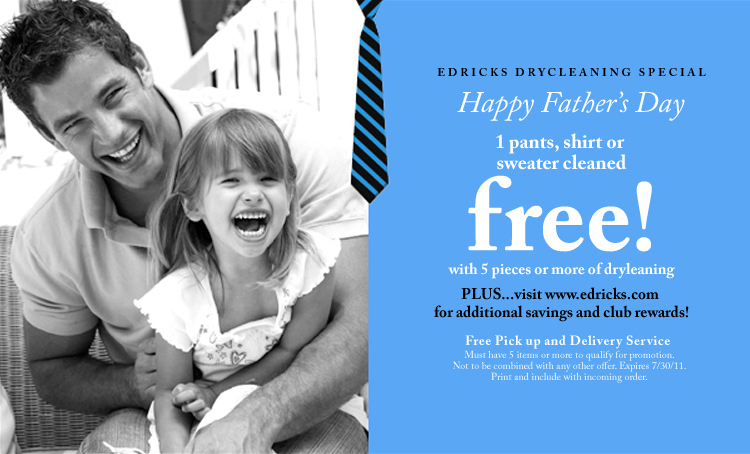 EDRICKS DRYCLEANING SPECIAL
Happy Father's Day
1 pants, shirt or
sweater cleaned
free!
with 5 pieces or more of dryleaning
PLUS...visit www.edricks.com
for additional savings and club rewards!
Free Pick up and Delivery Service
Must have 5 items or more to qualify for promotion.
Not to be combined with any other offer. Expires 7/30/11.
Print and include with incoming order.